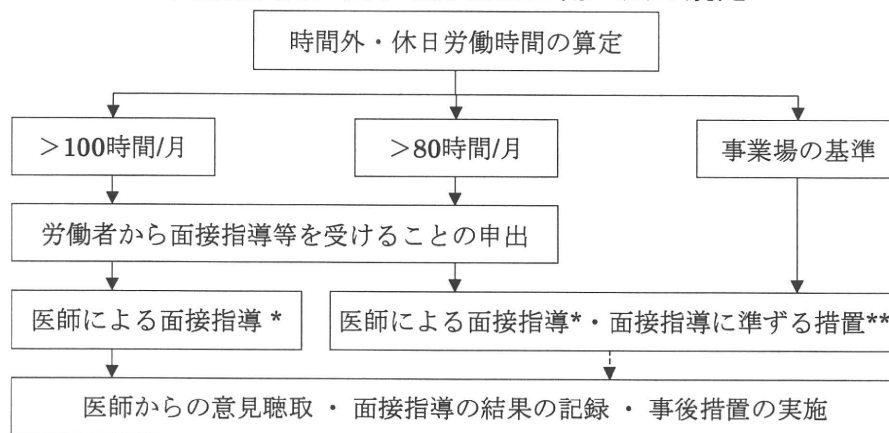 時間外・休日労働時間の算定
＞100時間/月
＞80時間/月
事業場の基準
労働者から面接指導等を受けることの申出
医師による面接指導 *
医師による面接指導*・面接指導に準ずる措置**
医師からの意見聴取 ・ 面接指導の結果の記録 ・ 事後措置の実施